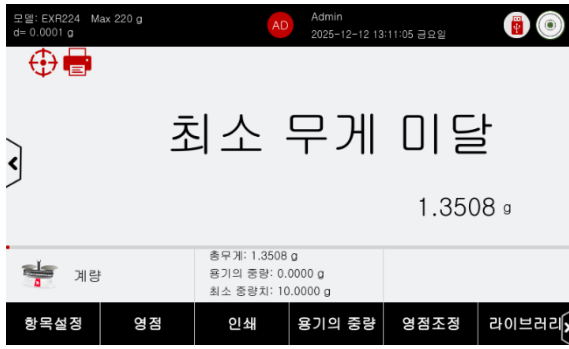 모델: EXR224 Max 220 g
d= 0.0001 g
AD
Admin
2025-12-12 13:11:05 금요일
최소 무게 미달
1.3508 g
계량
총무게: 1.3508 g
용기의 중량: 0.0000 g
최소 중량치: 10.0000 g
항목설정
영점
인쇄
용기의 중량
영점조정
라이브러리